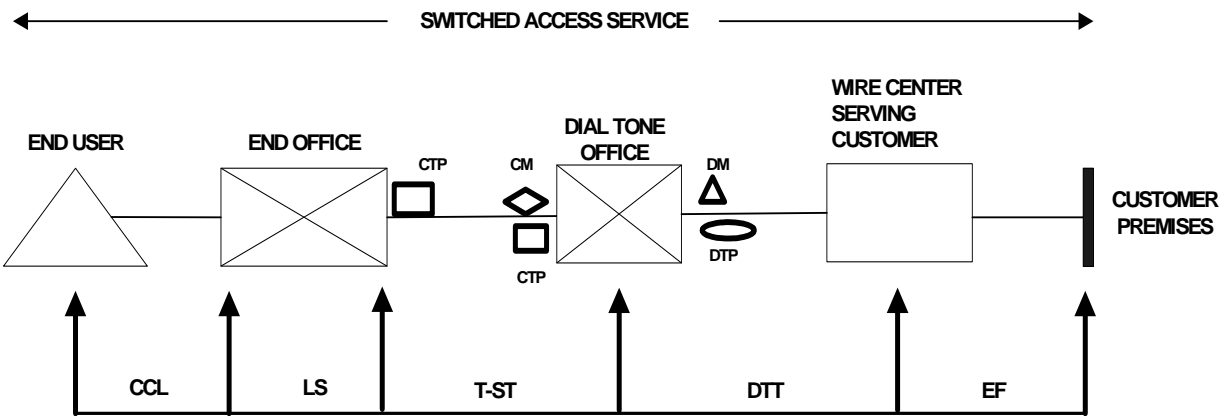 SWITCHED ACCESS SERVICE
WIRE CENTER
SERVING
CUSTOMER
END USER
END OFFICE
DIAL TONE
OFFICE
CTP
CM
DM
CUSTOMER
PREMISES
CTP
DTP
CCL
LS
T-ST
DTT
EF